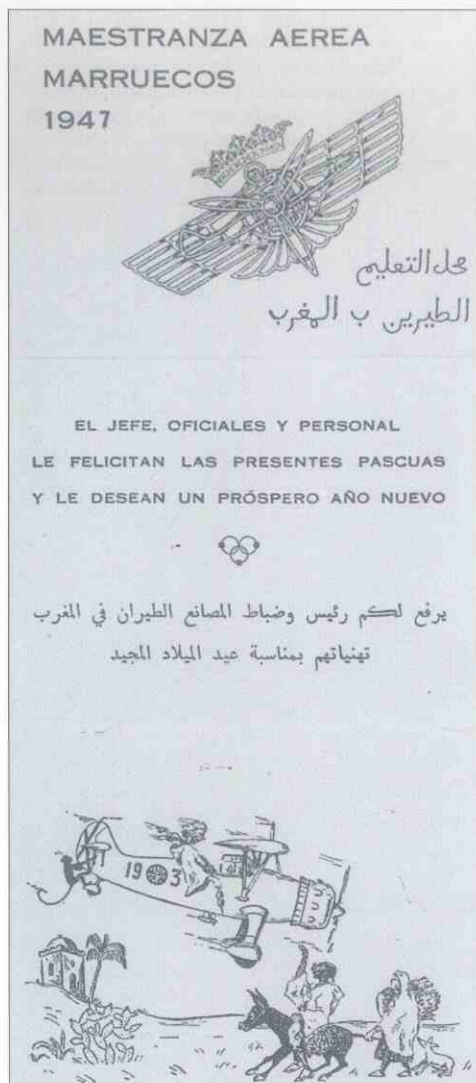 MAESTRANZA AEREA
MARRUECOS
1947
محل التعليم
الطيرين ب المغرب
EL JEFE, OFICIALES Y PERSONAL
LE FELICITAN LAS PRESENTES PASCUAS
Y LE DESEAN UN PRÓSPERO AÑO NUEVO
يرفع لكم رئيس وضباط المصانع الطيران في المغرب
تهنياتهم بمناسبة عيد الميلاد المجيد
19 3